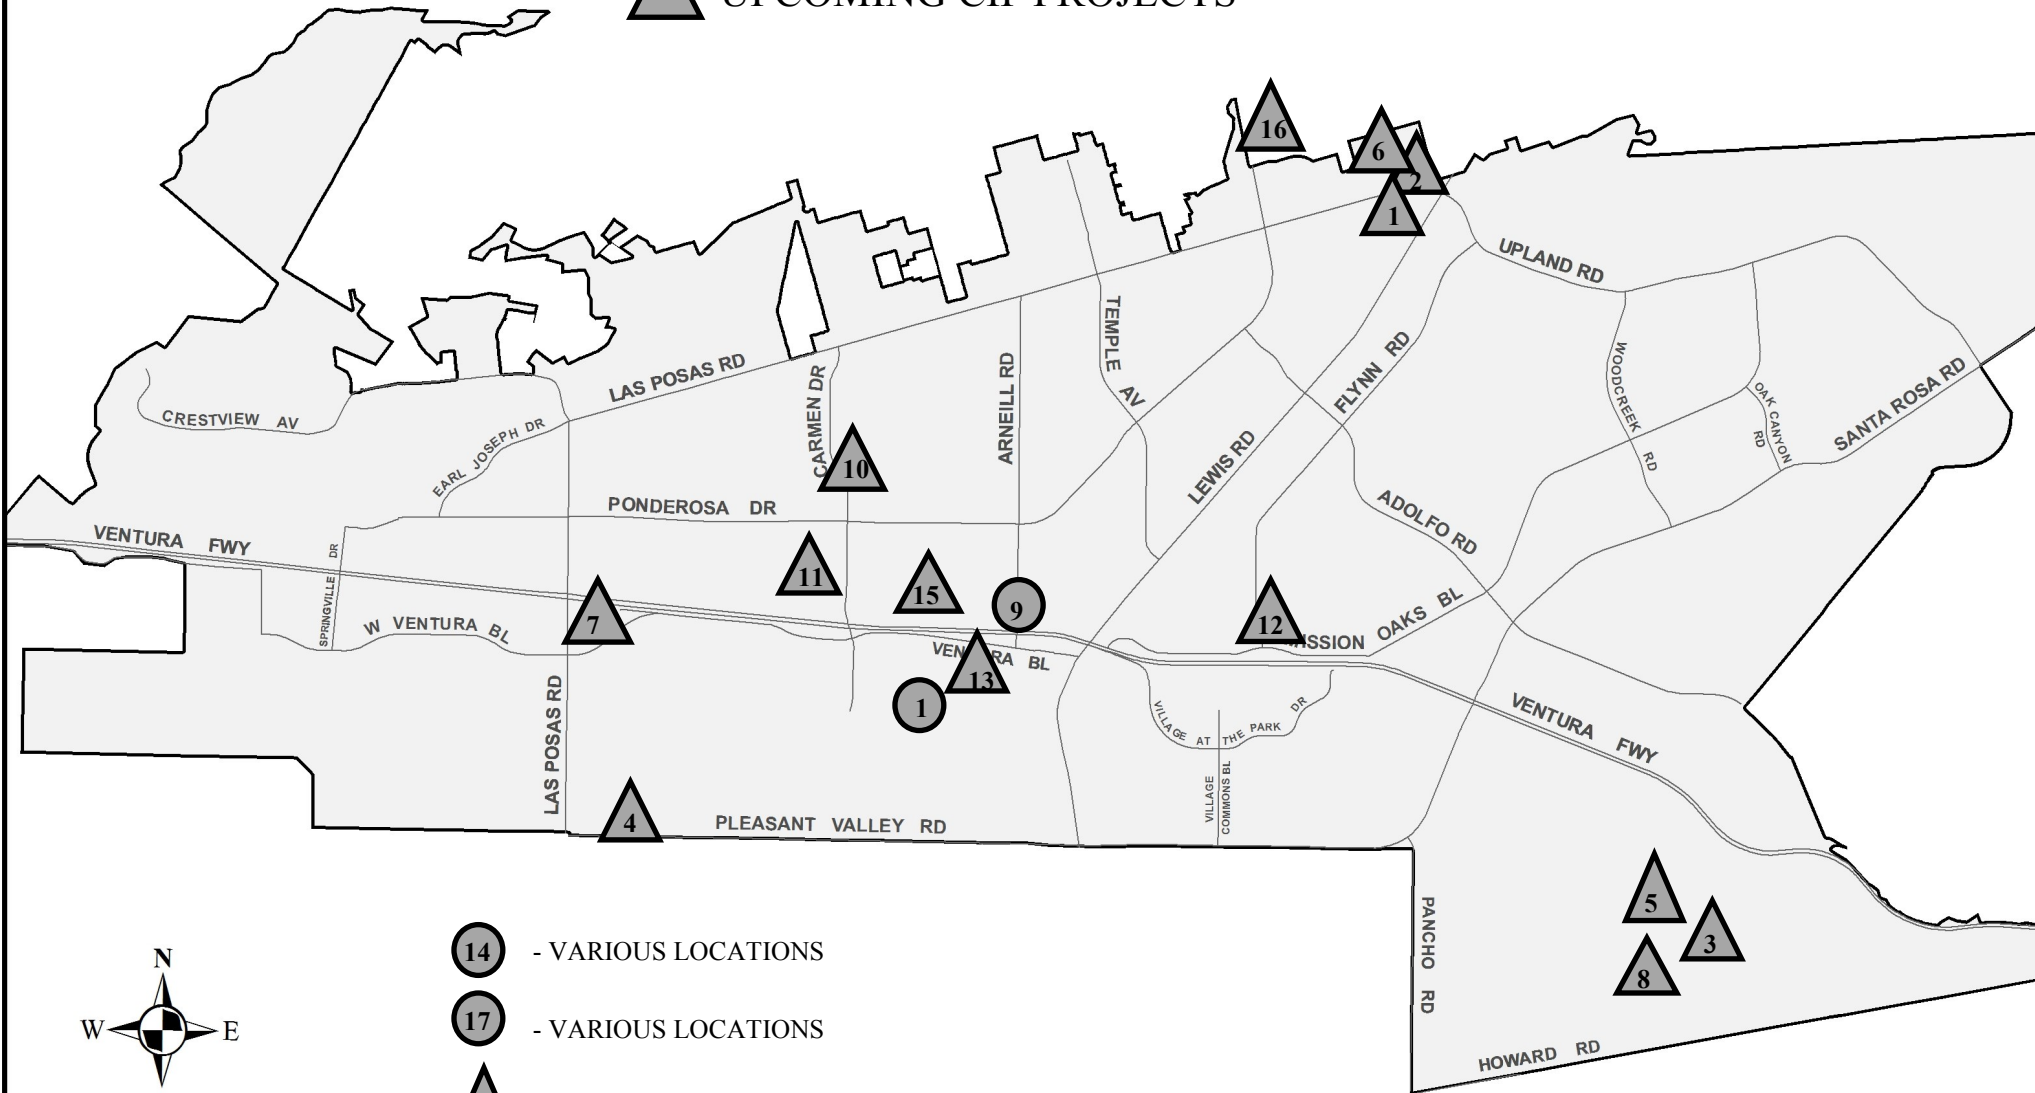 UPCOMING CIP PROJECTS
16
6
2
1
UPLAND RD
TEMPLE AV
LAS POSAS RD
CARMEN DR
ARNEILL RD
FLYNN RD
WOODCREEK RD
OAK CANYON RD
SANTA ROSA RD
CRESTVIEW AV
EARL JOSEPH DR
LEWIS RD
10
PONDEROSA DR
ADOLFO RD
VENTURA FWY
SPRINGVILLE DR
11
15
9
7
W VENTURA BL
12
MISSION OAKS BL
VENTURA BL
13
1
LAS POSAS RD
VILLAGE AT THE PARK DR
VENTURA FWY
VILLAGE
COMMONS BL
4
PLEASANT VALLEY RD
5
3
8
PANCHO RD
HOWARD RD
14 - VARIOUS LOCATIONS
17 - VARIOUS LOCATIONS
N
W E